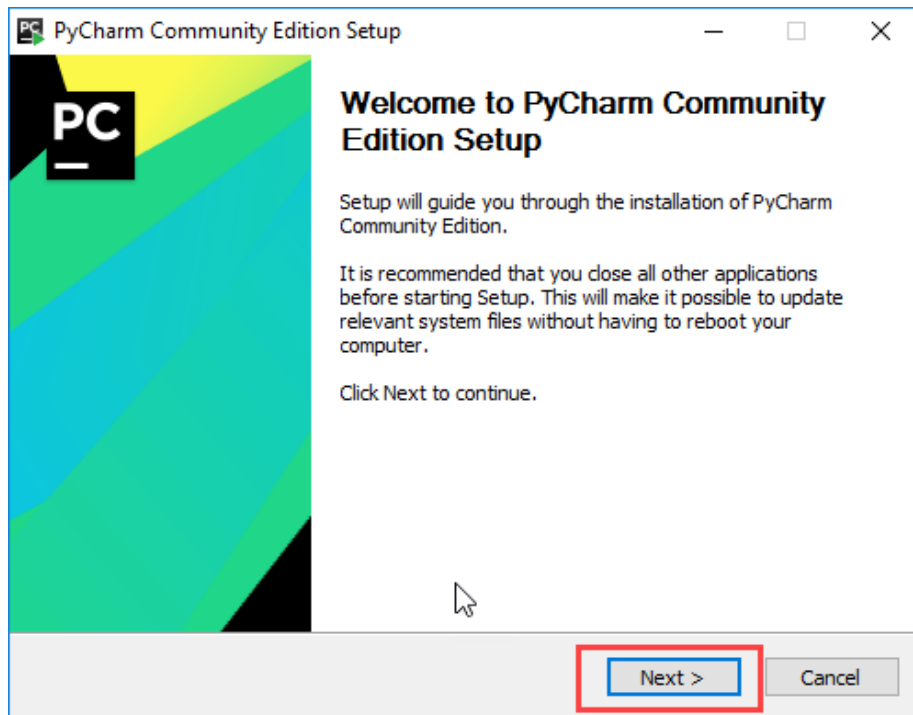 PyCharm Community Edition Setup
PC
Welcome to PyCharm Community
Edition Setup
Setup will guide you through the installation of PyCharm
Community Edition.
It is recommended that you close all other applications
before starting Setup. This will make it possible to update
relevant system files without having to reboot your
computer.
Click Next to continue.
Next >
Cancel